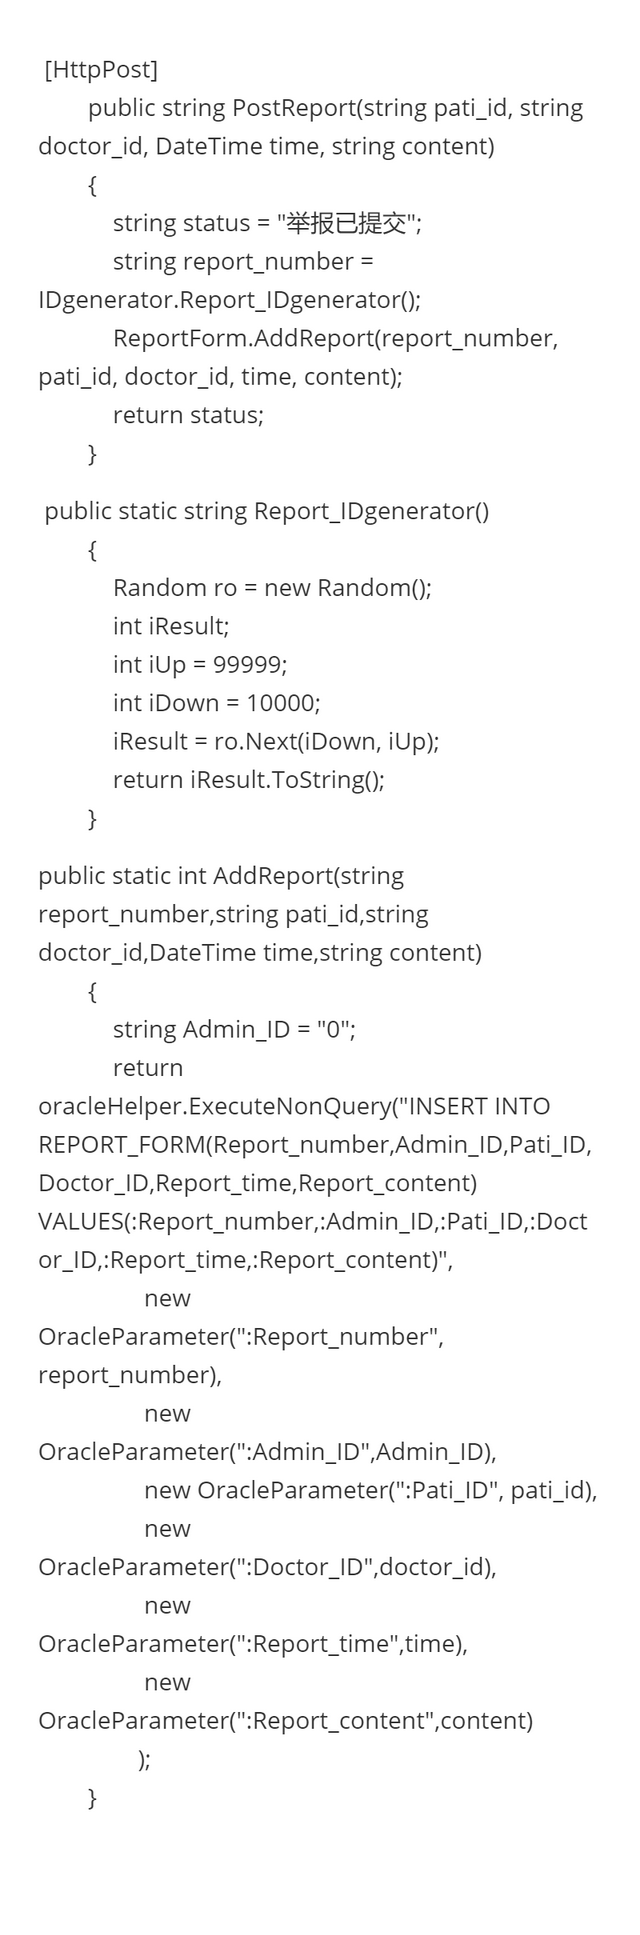 [HttpPost]
public string PostReport(string pati_id, string
doctor_id, DateTime time, string content)
{
string status = "举报已提交";
string report_number =
IDgenerator.Report_IDgenerator();
ReportForm.AddReport(report_number,
pati_id, doctor_id, time, content);
return status;
}
public static string Report_IDgenerator()
{
Random ro = new Random();
int iResult;
int iUp = 99999;
int iDown = 10000;
iResult = ro.Next(iDown, iUp);
return iResult.ToString();
}
public static int AddReport(string
report_number,string pati_id,string
doctor_id,DateTime time,string content)
{
string Admin_ID = "0";
return
oracleHelper.ExecuteNonQuery("INSERT INTO
REPORT_FORM(Report_number,Admin_ID,Pati_ID,
Doctor_ID,Report_time,Report_content)
VALUES(:Report_number,:Admin_ID,:Pati_ID,:Doct
or_ID,:Report_time,:Report_content)",
new
OracleParameter(":Report_number",
report_number),
new
OracleParameter(":Admin_ID",Admin_ID),
new OracleParameter(":Pati_ID", pati_id),
new
OracleParameter(":Doctor_ID",doctor_id),
new
OracleParameter(":Report_time",time),
new
OracleParameter(":Report_content",content)
);
}